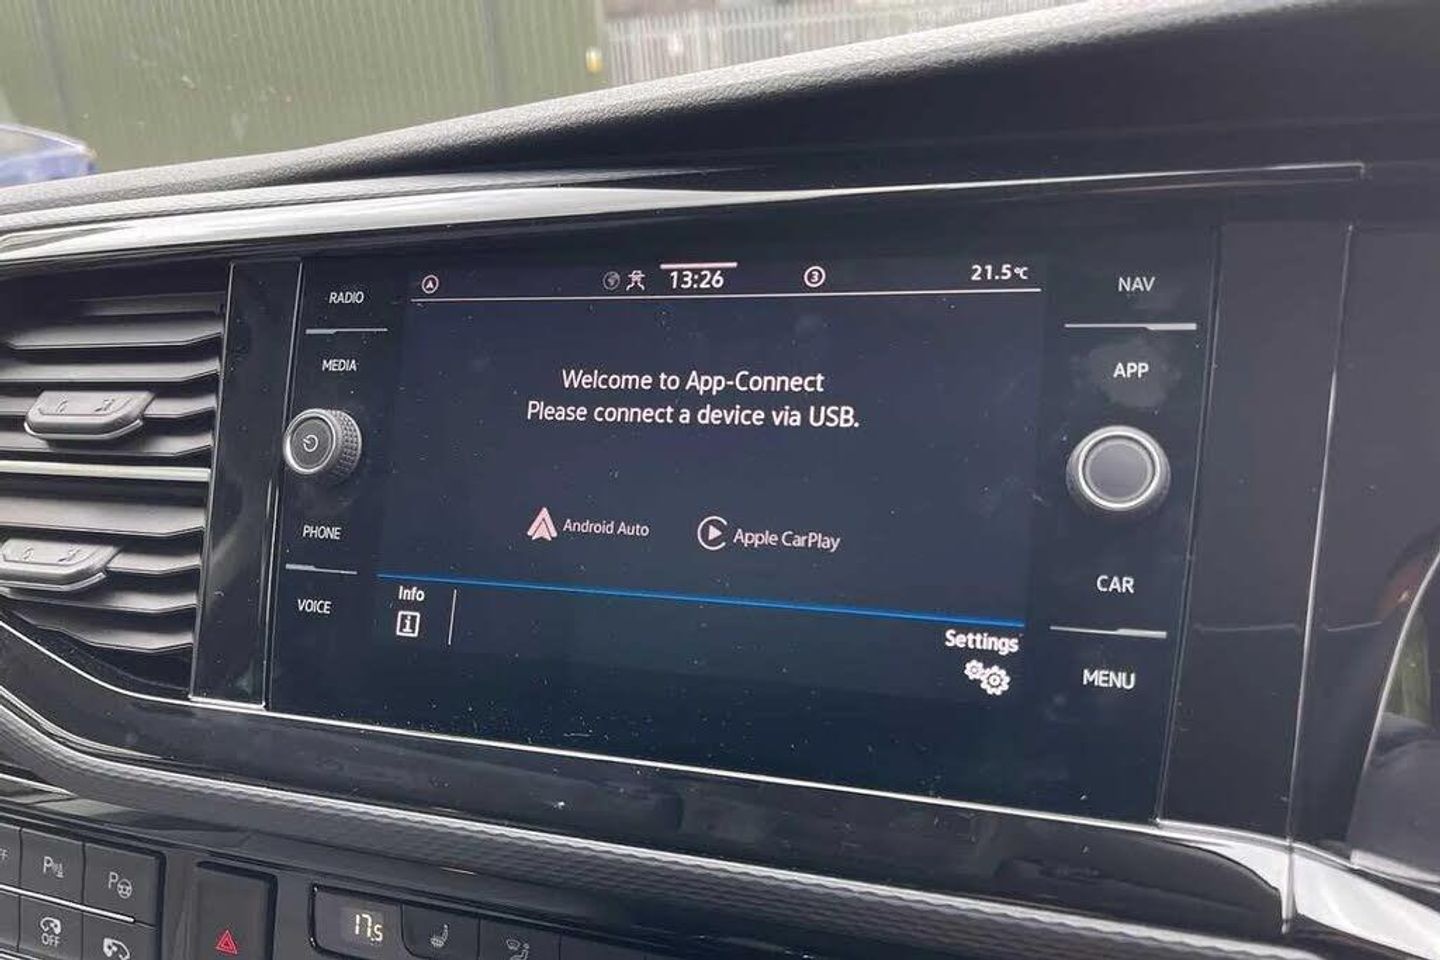 RADIO
MEDIA
PHONE
VOICE
A
13:26
3
21.5°C
Welcome to App-Connect
Please connect a device via USB.
Android Auto
Apple CarPlay
Info
i
Settings
NAV
APP
CAR
MENU
P
P
OFF
17.5